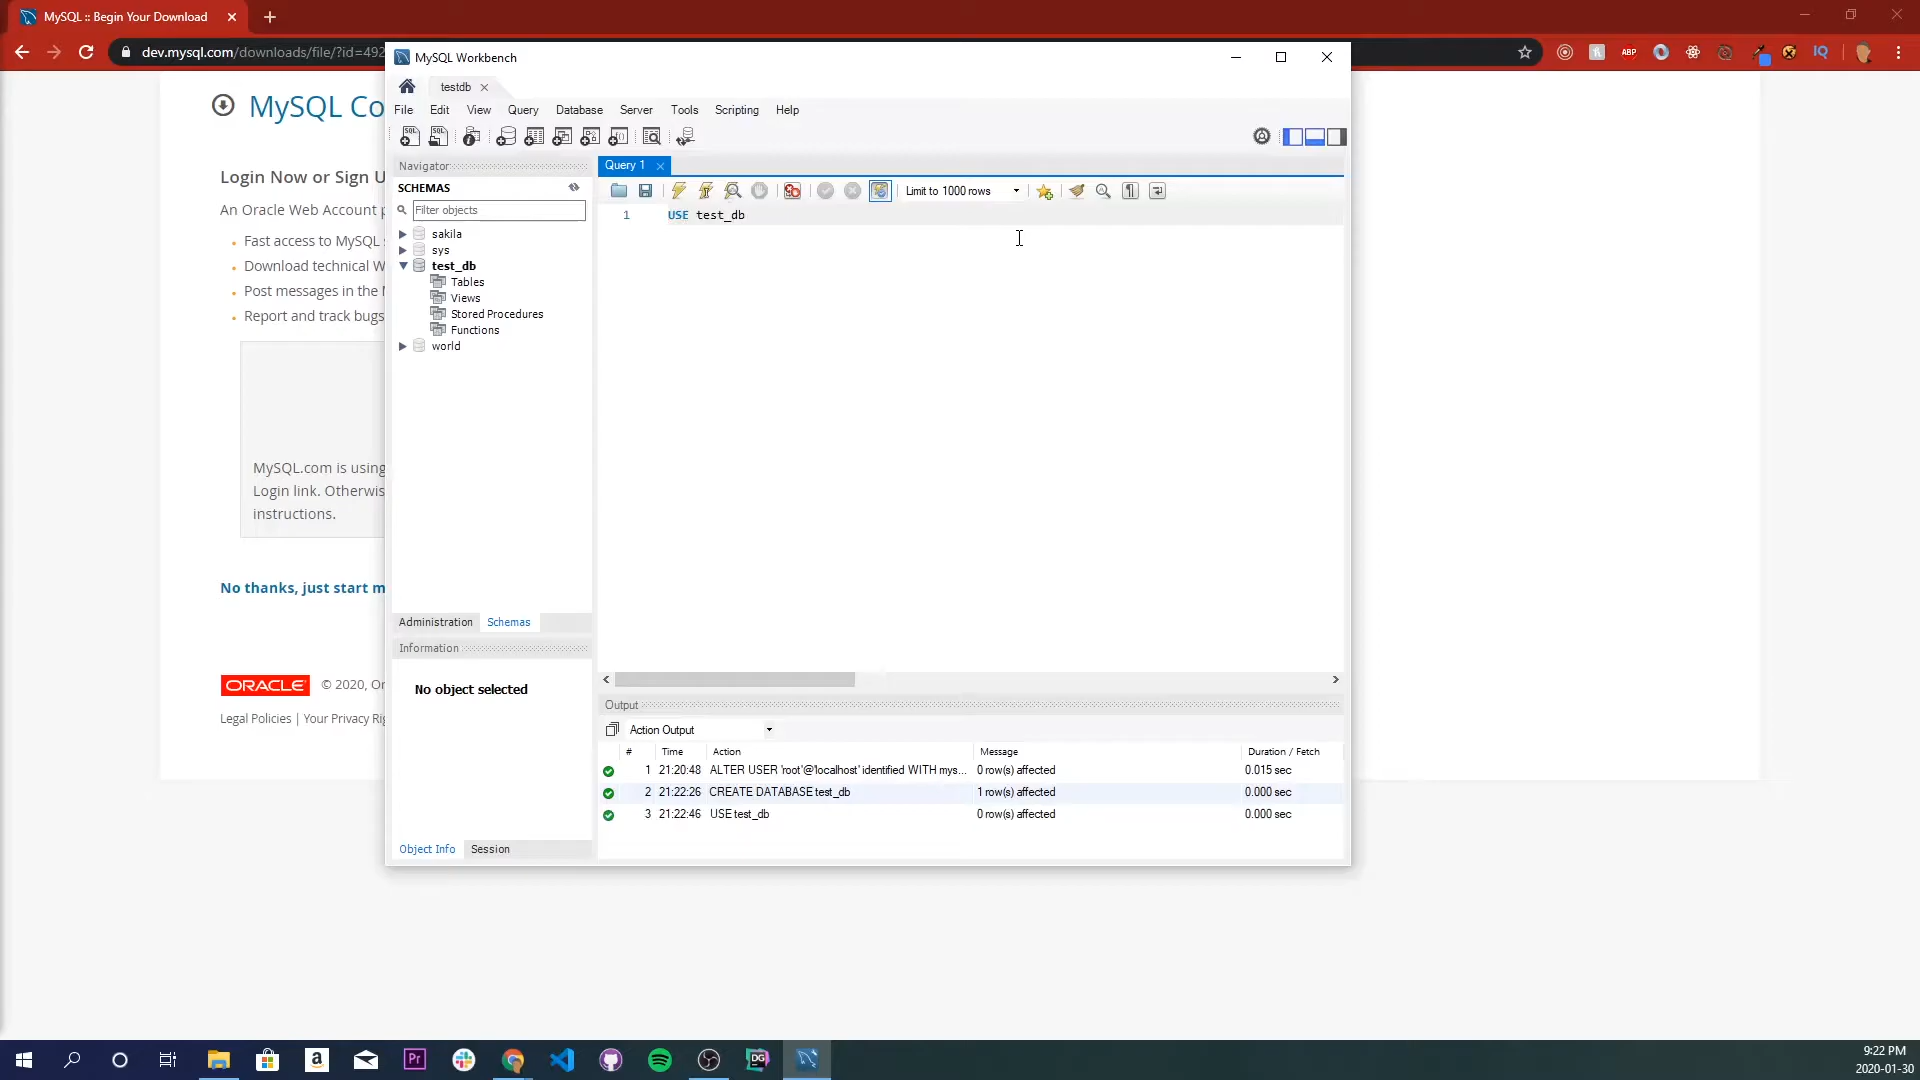 MySQL :: Begin Your Download
dev.mysql.com/downloads/file/?id=492
ABP
IQ
MySQL Co
Login Now or Sign U
An Oracle Web Account p
Fast access to MySQL s
Download technical W
Post messages in the M
Report and track bugs
MySQL.com is using
Login link. Otherwis
instructions.
No thanks, just start m
ORACLE © 2020, Or
Legal Policies | Your Privacy Rig
MySQL Workbench
testdb
File Edit View Query Database Server Tools Scripting Help
Navigator
SCHEMAS
Filter objects
sakila
sys
test_db
Tables
Views
Stored Procedures
Functions
world
Administration Schemas
Information
No object selected
Object Info Session
Query 1
Limit to 1000 rows
1 USE test_db
Output
Action Output
# Time Action Message Duration / Fetch
1 21:20:48 ALTER USER 'root'@'localhost' identified WITH mys... 0 row(s) affected 0.015 sec
2 21:22:26 CREATE DATABASE test_db 1 row(s) affected 0.000 sec
3 21:22:46 USE test_db 0 row(s) affected 0.000 sec
Pr
DG
9:22 PM
2020-01-30